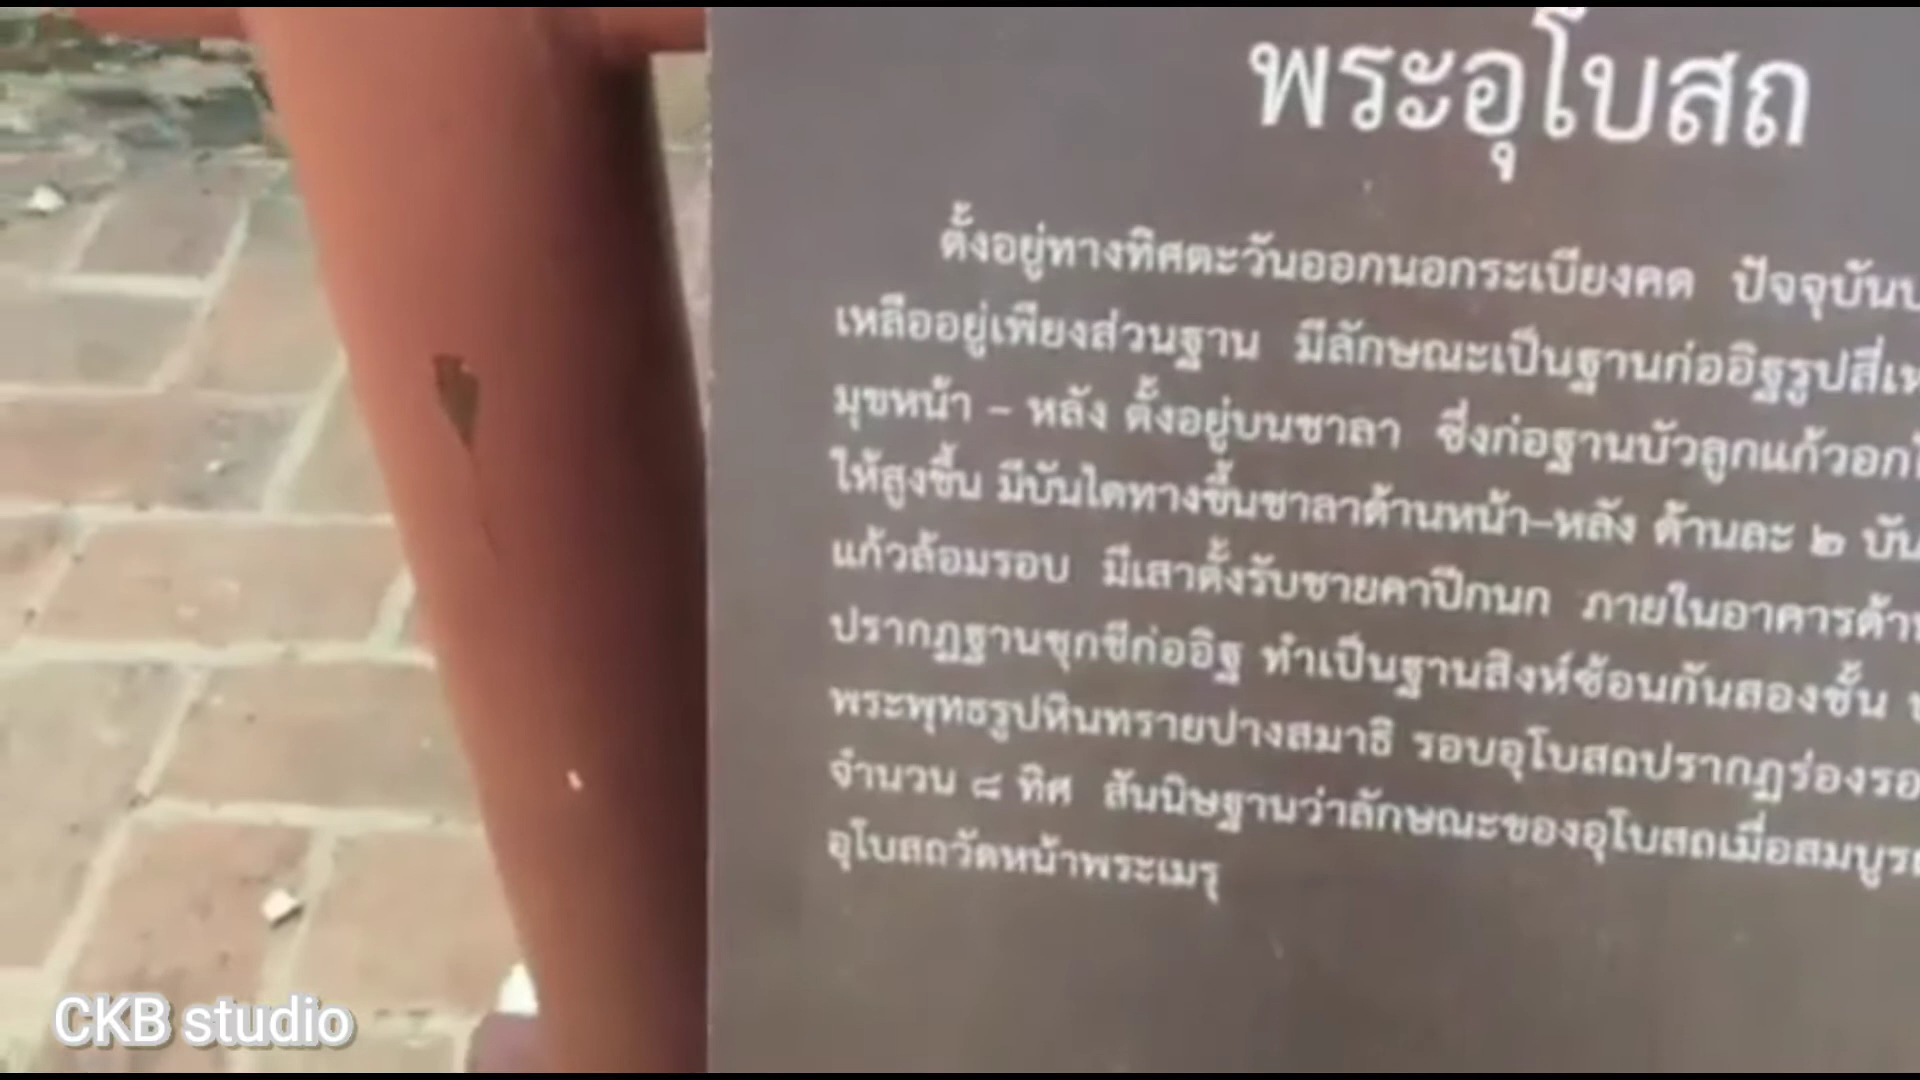 พระอุโบสถ
ตั้งอยู่ทางทิศตะวันออกนอกระเบียงคด ปัจจุบัน
เหลืออยู่เพียงส่วนฐาน มีลักษณะเป็นฐานก่ออิฐรูปสี่
มุขหน้า – หลัง ตั้งอยู่บนชาลา ซึ่งก่อฐานบัวลูกแก้วอก
ให้สูงขึ้น มีบันไดทางขึ้นชาลาด้านหน้า–หลัง ด้านละ ๒
แก้วล้อมรอบ มีเสาตั้งรับชายคาปีกนก ภายในอาคาร
ปรากฏฐานชุกชีก่ออิฐ ทำเป็นฐานสิงห์ซ้อนกันสองชั้น
พระพุทธรูปหินทรายปางสมาธิ รอบอุโบสถปรากฏร่องรอ
จำนวน ๘ ทิศ สันนิษฐานว่าลักษณะของอุโบสถเมื่อ
อุโบสถวัดหน้าพระเมรุ
CKB studio